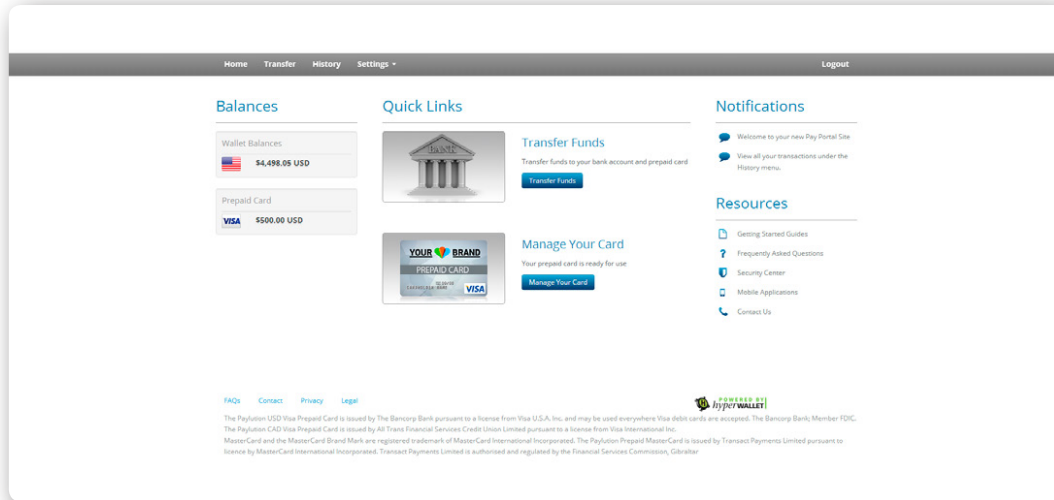 Home Transfer History Settings Logout
Balances
Wallet Balances
$4,498.05 USD
Prepaid Card
VISA $500.00 USD
Quick Links
BANK
Transfer Funds
Transfer funds to your bank account and prepaid card
Transfer Funds
YOUR BRAND
PREPAID CARD
VISA
Manage Your Card
Your prepaid card is ready for use
Manage Your Card
Notifications
Welcome to your new Pay Portal Site
View all your transactions under the
History menu.
Resources
Getting Started Guides
Frequently Asked Questions
Security Center
Mobile Applications
Contact Us
FAQs Contact Privacy Legal
POWERED BY
hyperWALLET
The Paylution USD Visa Prepaid Card is issued by The Bancorp Bank pursuant to a license from Visa U.S.A. Inc. and may be used everywhere Visa debit cards are accepted. The Bancorp Bank; Member FDIC.
The Paylution CAD Visa Prepaid Card is issued by All Trans Financial Services Credit Union Limited pursuant to a license from Visa International Inc.
MasterCard and the MasterCard Brand Mark are registered trademark of MasterCard International Incorporated. The Paylution Prepaid MasterCard is issued by Transact Payments Limited pursuant to
licence by MasterCard International Incorporated. Transact Payments Limited is authorised and regulated by the Financial Services Commission, Gibraltar